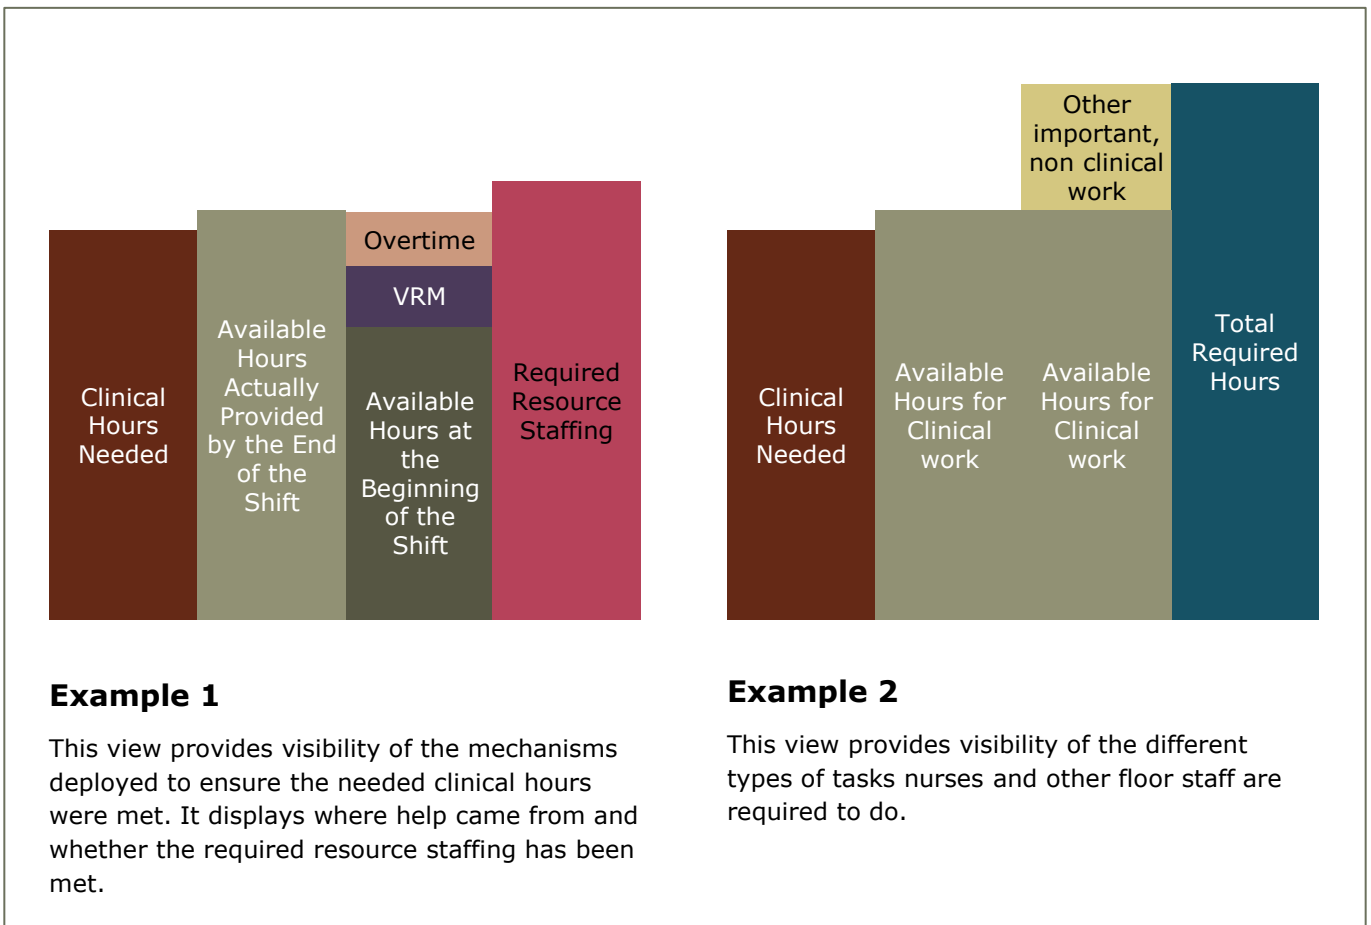 Clinical
Hours
Needed
Available
Hours
Actually
Provided
by the End
of the
Shift
Overtime
VRM
Available
Hours at
the
Beginning
of the
Shift
Required
Resource
Staffing
Example 1
This view provides visibility of the mechanisms
deployed to ensure the needed clinical hours
were met. It displays where help came from and
whether the required resource staffing has been
met.
Clinical
Hours
Needed
Available
Hours for
Clinical
work
Other
important,
non clinical
work
Available
Hours for
Clinical
work
Total
Required
Hours
Example 2
This view provides visibility of the different
types of tasks nurses and other floor staff are
required to do.